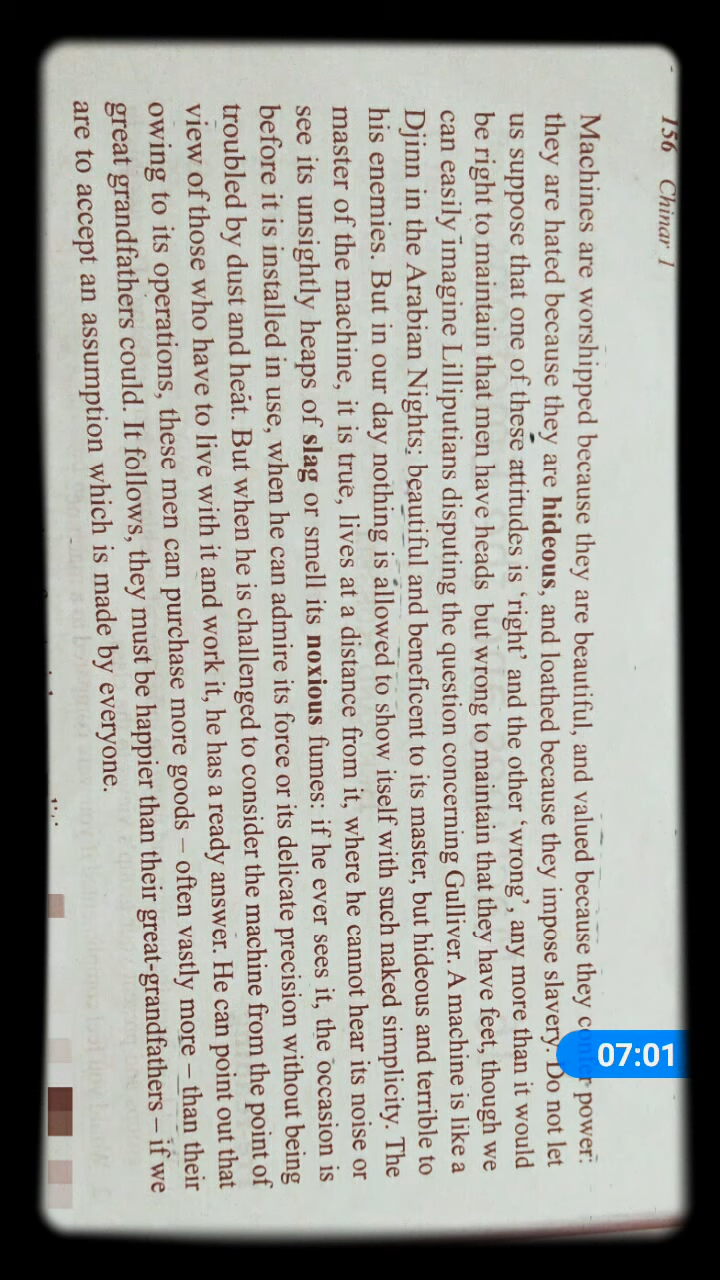 156 Chinar 1
Machines are worshipped because they are beautiful, and valued because they confer power:
they are hated because they are hideous, and loathed because they impose slavery. Do not let
us suppose that one of these attitudes is ‘right’ and the other ‘wrong’, any more than it would
be right to maintain that men have heads but wrong to maintain that they have feet, though we
can easily imagine Lilliputians disputing the question concerning Gulliver. A machine is like a
Djinn in the Arabian Nights: beautiful and beneficent to its master, but hideous and terrible to
his enemies. But in our day nothing is allowed to show itself with such naked simplicity. The
master of the machine, it is true, lives at a distance from it, where he cannot hear its noise or
see its unsightly heaps of slag or smell its noxious fumes: if he ever sees it, the occasion is
before it is installed in use, when he can admire its force or its delicate precision without being
troubled by dust and heat. But when he is challenged to consider the machine from the point of
view of those who have to live with it and work it, he has a ready answer. He can point out that
owing to its operations, these men can purchase more goods – often vastly more – than their
great grandfathers could. It follows, they must be happier than their great-grandfathers – if we
are to accept an assumption which is made by everyone.
07:01